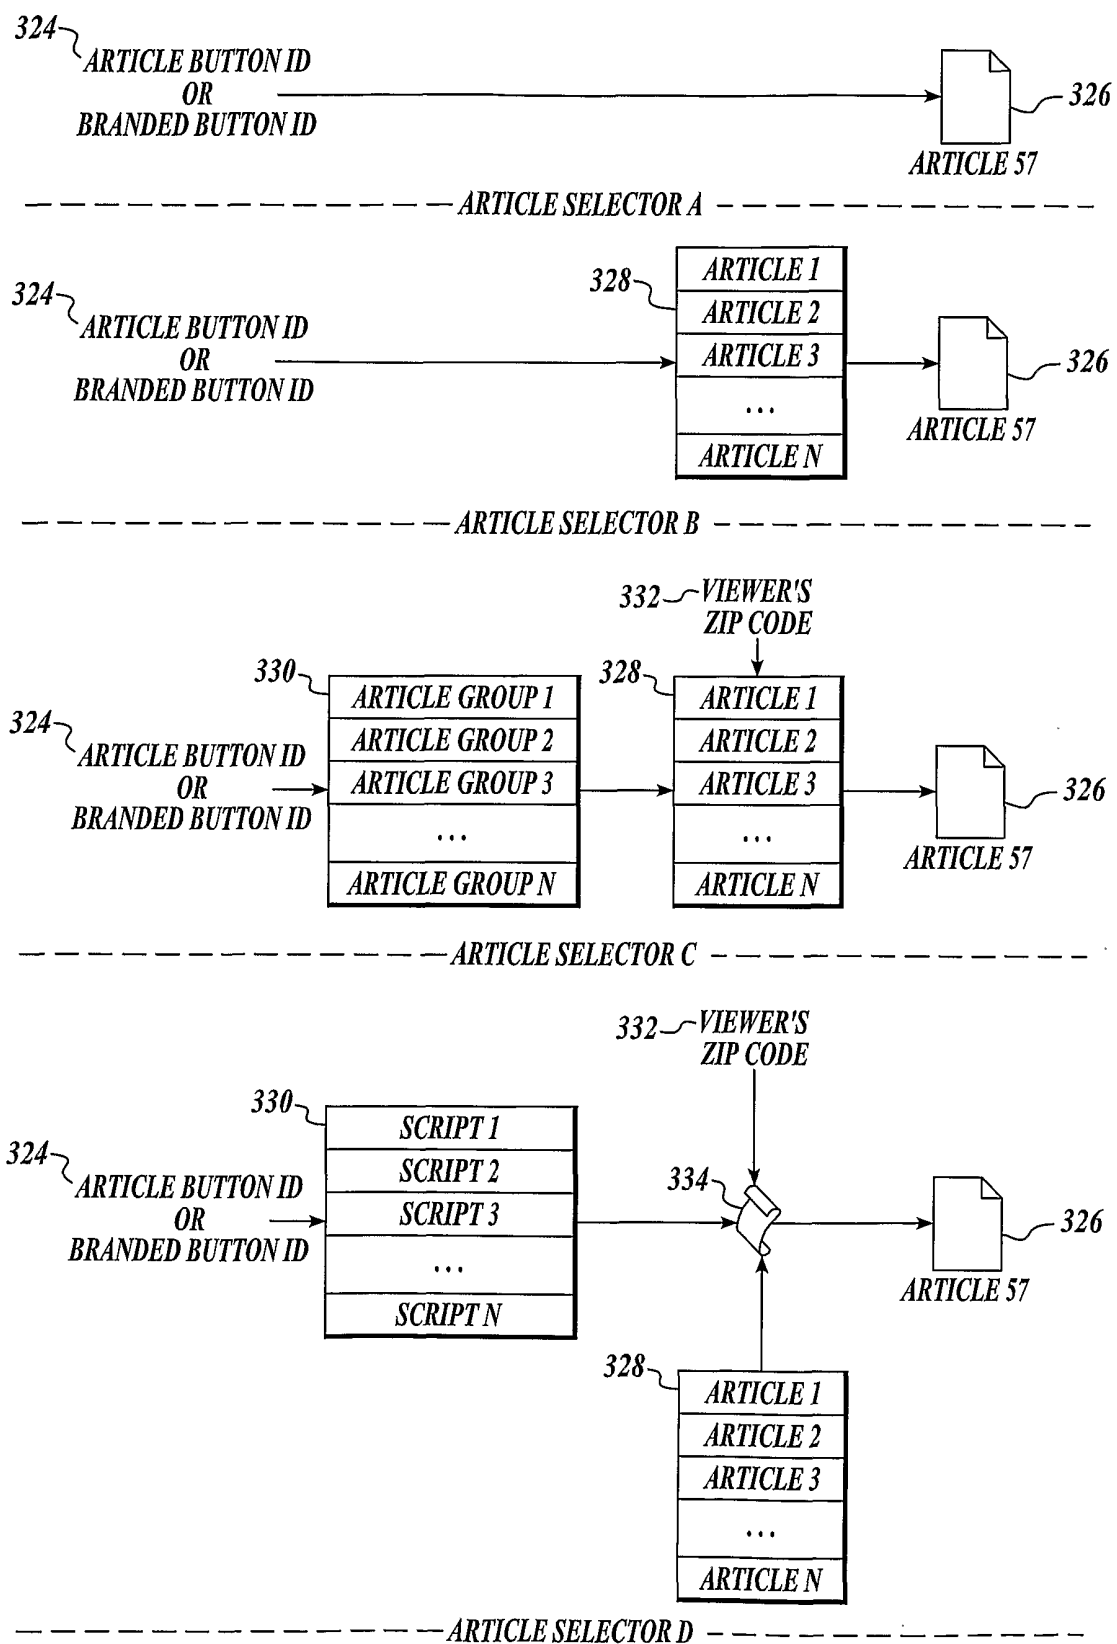 324
ARTICLE BUTTON ID
OR
BRANDED BUTTON ID
326
ARTICLE 57
ARTICLE SELECTOR A
324
ARTICLE BUTTON ID
OR
BRANDED BUTTON ID
328
ARTICLE 1
ARTICLE 2
ARTICLE 3
...
ARTICLE N
326
ARTICLE 57
ARTICLE SELECTOR B
332
VIEWER'S
ZIP CODE
324
ARTICLE BUTTON ID
OR
BRANDED BUTTON ID
330
ARTICLE GROUP 1
ARTICLE GROUP 2
ARTICLE GROUP 3
...
ARTICLE GROUP N
328
ARTICLE 1
ARTICLE 2
ARTICLE 3
...
ARTICLE N
326
ARTICLE 57
ARTICLE SELECTOR C
332
VIEWER'S
ZIP CODE
324
ARTICLE BUTTON ID
OR
BRANDED BUTTON ID
330
SCRIPT 1
SCRIPT 2
SCRIPT 3
...
SCRIPT N
334
326
ARTICLE 57
328
ARTICLE 1
ARTICLE 2
ARTICLE 3
...
ARTICLE N
ARTICLE SELECTOR D